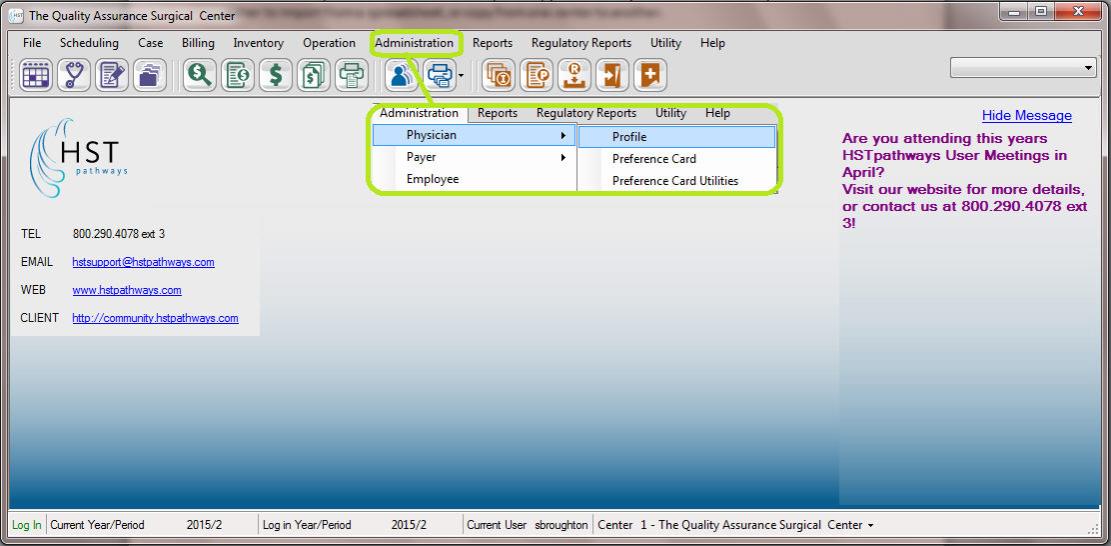 HST The Quality Assurance Surgical Center
File Scheduling Case Billing Inventory Operation Administration Reports Regulatory Reports Utility Help
Administration Reports Regulatory Reports Utility Help
Physician Profile
Payer Preference Card
Employee Preference Card Utilities
HST
pathways
TEL 800.290.4078 ext 3
EMAIL hstsupport@hstpathways.com
WEB www.hstpathways.com
CLIENT http://community.hstpathways.com
Hide Message
Are you attending this years
HSTpathways User Meetings in
April?
Visit our website for more details,
or contact us at 800.290.4078 ext
3!
Log In Current Year/Period 2015/2 Log in Year/Period 2015/2 Current User sbroughton Center 1 - The Quality Assurance Surgical Center